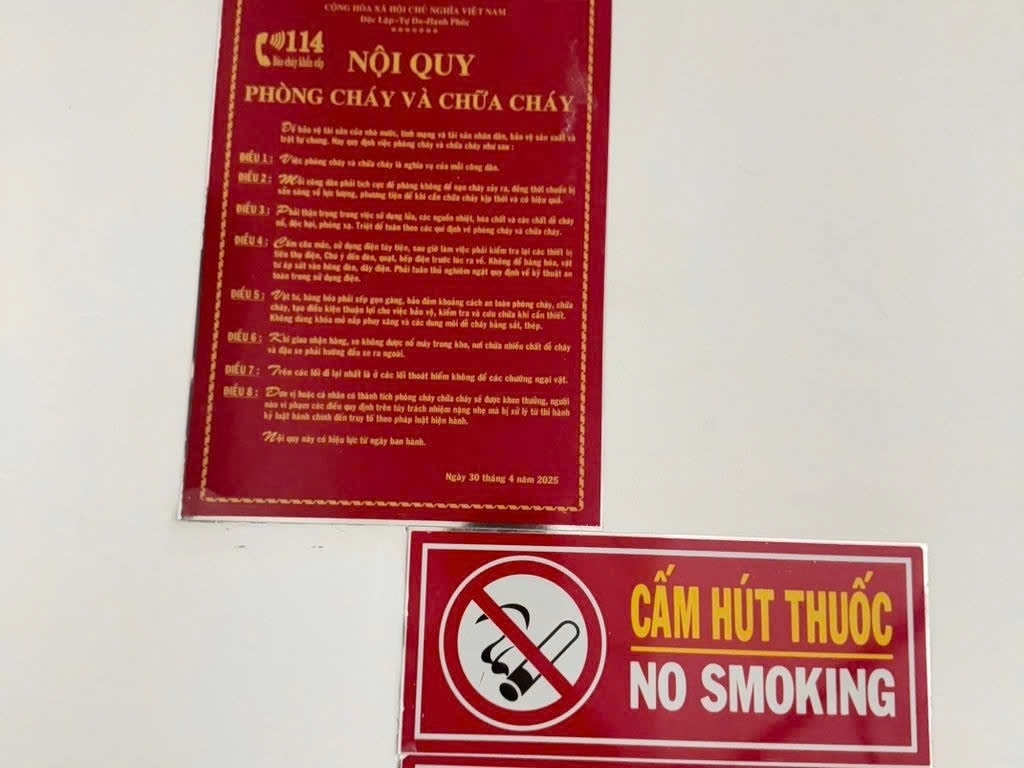 CỘNG HÒA XÃ HỘI CHỦ NGHĨA VIỆT NAM
Độc Lập-Tự Do-Hạnh Phúc
114
Báo cháy khẩn cấp
NỘI QUY
PHÒNG CHÁY VÀ CHỮA CHÁY
Để bảo vệ tài sản của nhà nước, tính mạng và tài sản nhân dân, bảo vệ sản xuất và
trật tự chung. Nay quy định việc phòng cháy và chữa cháy như sau :
ĐIỀU 1 : Việc phòng cháy và chữa cháy là nghĩa vụ của mỗi công dân.
ĐIỀU 2 : Mỗi công dân phải tích cực đề phòng không để nạn cháy xảy ra, đồng thời chuẩn bị
sẵn sàng về lực lượng, phương tiện để khi cần chữa cháy kịp thời và có hiệu quả.
ĐIỀU 3 : Phải thận trọng trong việc sử dụng lửa, các nguồn nhiệt, hóa chất và các chất dễ cháy
nổ, độc hại, phóng xạ. Triệt để tuân theo các qui định về phòng cháy và chữa cháy.
ĐIỀU 4 : Cấm câu mắc, sử dụng điện tùy tiện, sau giờ làm việc phải kiểm tra lại các thiết bị
tiêu thụ điện, Chú ý đến đèn, quạt, bếp điện trước lúc ra về. Không để hàng hóa, vật
tư áp sát vào bóng đèn, dây điện. Phải tuân thủ nghiêm ngặt quy định về kỹ thuật an
toàn trong sử dụng điện.
ĐIỀU 5 : Vật tư, hàng hóa phải xếp gọn gàng, bảo đảm khoảng cách an toàn phòng cháy, chữa
cháy, tạo điều kiện thuận lợi cho việc bảo vệ, kiểm tra và cứu chữa khi cần thiết.
Không dùng khóa mở nắp phuy xăng và các dung môi dễ cháy bằng sắt, thép.
ĐIỀU 6 : Khi giao nhận hàng, xe không được nổ máy trong kho, nơi chứa nhiều chất dễ cháy
và đậu xe phải hướng đầu xe ra ngoài.
ĐIỀU 7 : Trên các lối đi lại nhất là ở các lối thoát hiểm không để các chướng ngại vật.
ĐIỀU 8 : Đơn vị hoặc cá nhân có thành tích phòng cháy chữa cháy sẽ được khen thưởng, người
nào vi phạm các điều quy định trên tùy trách nhiệm nặng nhẹ mà bị xử lý từ thi hành
kỷ luật hành chính đến truy tố theo pháp luật hiện hành.
Nội quy này có hiệu lực từ ngày ban hành.
Ngày 30 tháng 4 năm 2025
CẤM HÚT THUỐC
NO SMOKING